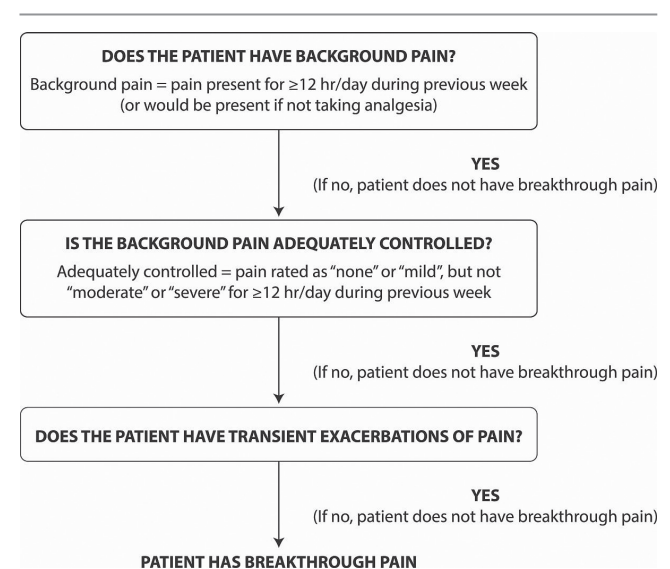 DOES THE PATIENT HAVE BACKGROUND PAIN?
Background pain = pain present for ≥12 hr/day during previous week
(or would be present if not taking analgesia)
YES
(If no, patient does not have breakthrough pain)
IS THE BACKGROUND PAIN ADEQUATELY CONTROLLED?
Adequately controlled = pain rated as “none” or “mild”, but not
“moderate” or “severe” for ≥12 hr/day during previous week
YES
(If no, patient does not have breakthrough pain)
DOES THE PATIENT HAVE TRANSIENT EXACERBATIONS OF PAIN?
YES
(If no, patient does not have breakthrough pain)
PATIENT HAS BREAKTHROUGH PAIN